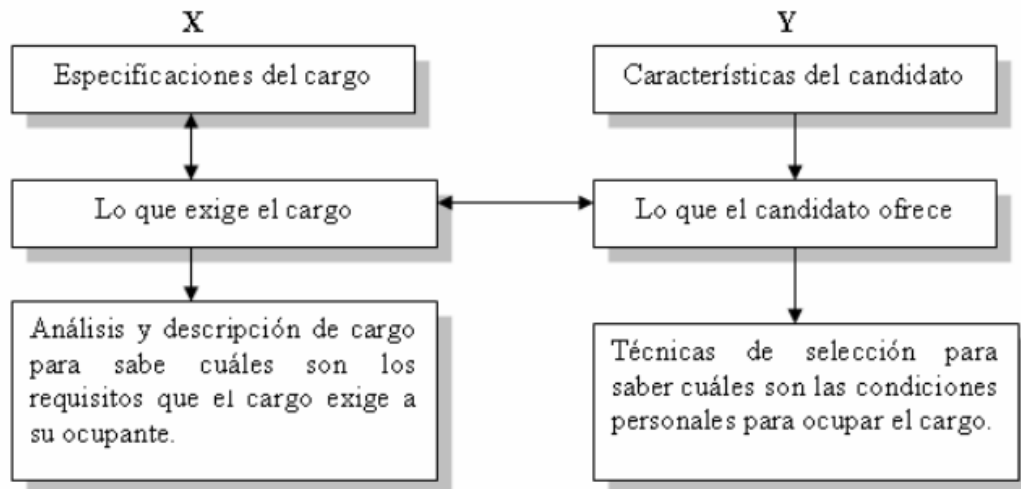 X
Especificaciones del cargo
Lo que exige el cargo
Análisis y descripción de cargo
para sabe cuáles son los
requisitos que el cargo exige a
su ocupante.
Y
Características del candidato
Lo que el candidato ofrece
Técnicas de selección para
saber cuáles son las condiciones
personales para ocupar el cargo.